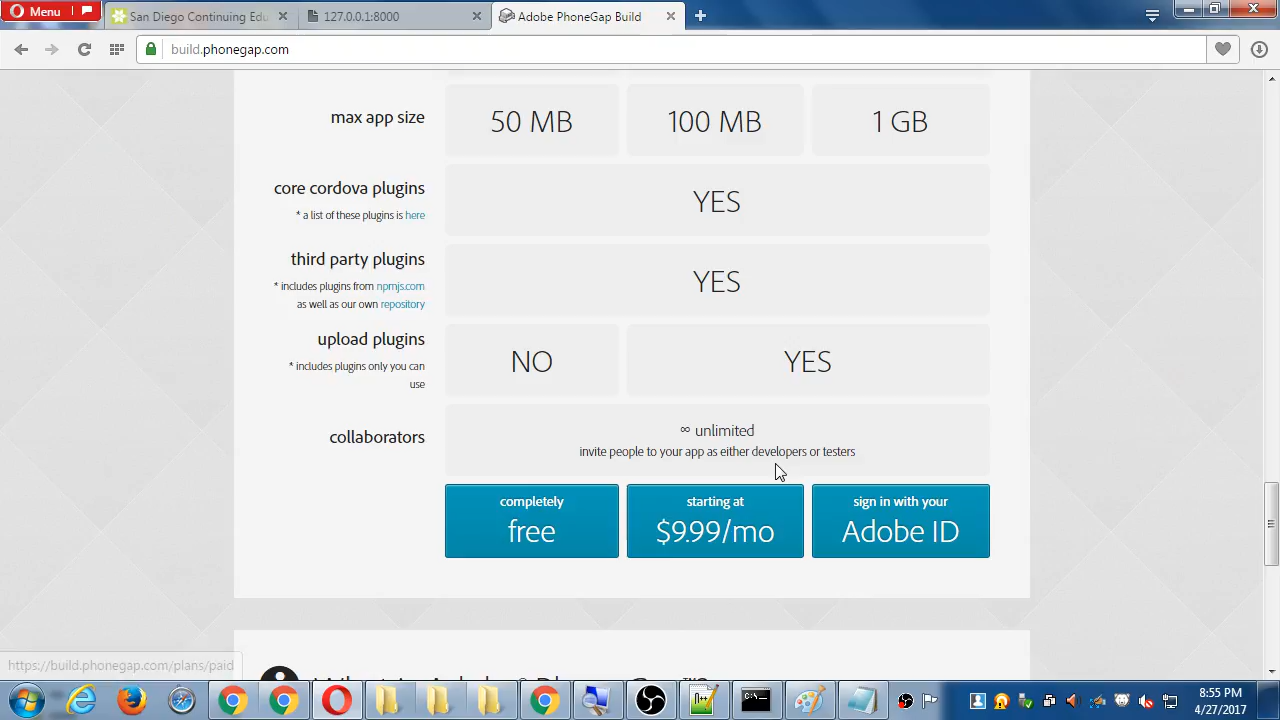 Menu
San Diego Continuing Edu
127.0.0.1:8000
Adobe PhoneGap Build
build.phonegap.com
max app size
50 MB
100 MB
1 GB
core cordova plugins
* a list of these plugins is here
YES
third party plugins
* includes plugins from npmjs.com
as well as our own repository
YES
upload plugins
* includes plugins only you can
use
NO
YES
collaborators
∞ unlimited
invite people to your app as either developers or testers
completely
free
starting at
$9.99/mo
sign in with your
Adobe ID
https://build.phonegap.com/plans/paid
8:55 PM
4/27/2017